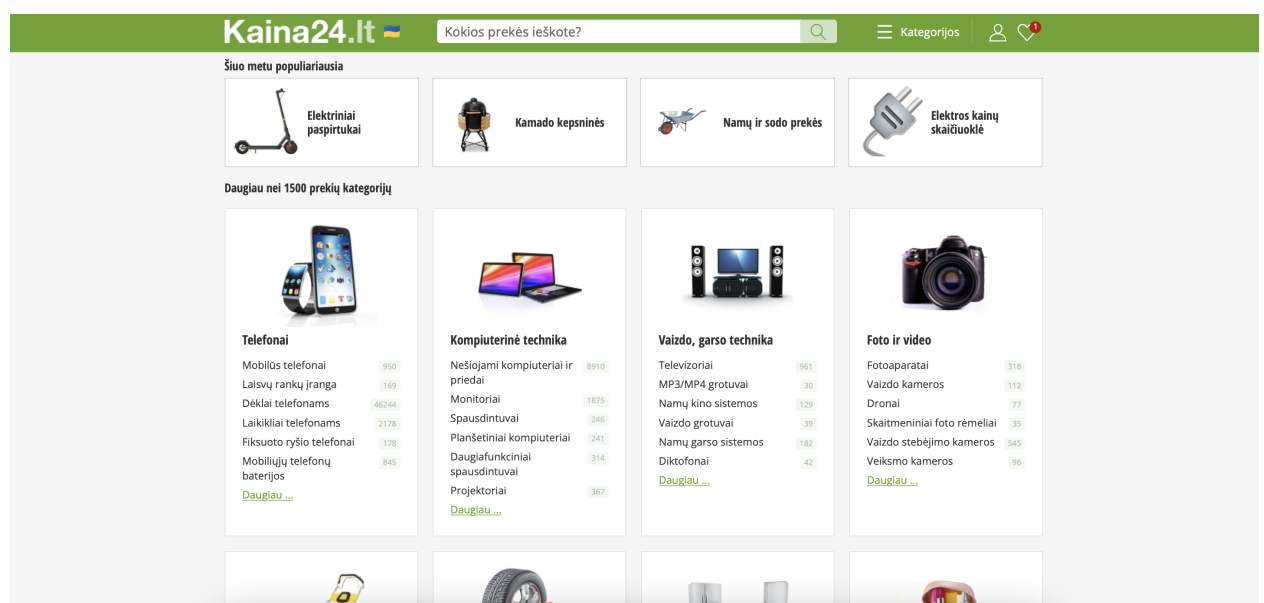 Kaina24.lt
Kokios prekės ieškote?
Kategorijos
1
Šiuo metu populiariausia
Elektriniai
paspirtukai
Kamado kepsninės
Namų ir sodo prekės
Elektros kainų
skaičiuoklė
Daugiau nei 1500 prekių kategorijų
Telefonai
Mobilūs telefonai 950
Laisvų rankų įranga 169
Dėklai telefonams 46244
Laikikliai telefonams 2178
Fiksuoto ryšio telefonai 178
Mobiliųjų telefonų 845
baterijos
Daugiau ...
Kompiuterinė technika
Nešiojami kompiuteriai ir 8910
priedai
Monitoriai 1875
Spausdintuvai 246
Planšetiniai kompiuteriai 241
Daugiafunkciniai 314
spausdintuvai
Projektoriai 367
Daugiau ...
Vaizdo, garso technika
Televizoriai 961
MP3/MP4 grotuvai 30
Namų kino sistemos 129
Vaizdo grotuvai 39
Namų garso sistemos 182
Diktofonai 42
Daugiau ...
Foto ir video
Fotoaparatai 318
Vaizdo kameros 112
Dronai 77
Skaitmeniniai foto rėmeliai 35
Vaizdo stebėjimo kameros 545
Veiksmo kameros 96
Daugiau ...